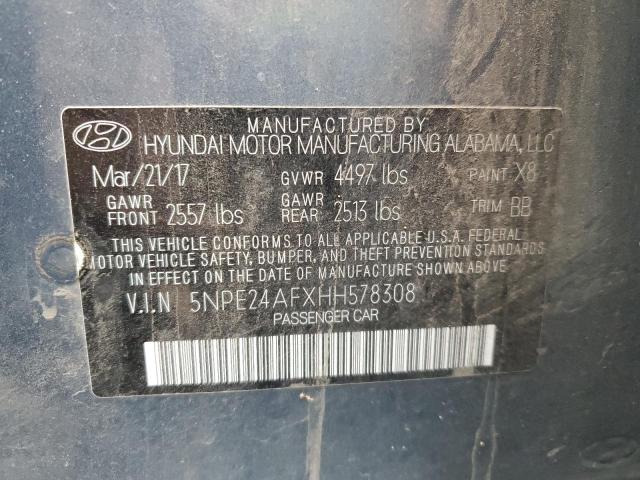 MANUFACTURED BY
HYUNDAI MOTOR MANUFACTURING ALABAMA, LLC
Mar/21/17 GVWR 4497 lbs PAINT X8
GAWR FRONT 2557 lbs GAWR REAR 2513 lbs TRIM BB
THIS VEHICLE CONFORMS TO ALL APPLICABLE U.S.A. FEDERAL
MOTOR VEHICLE SAFETY, BUMPER, AND THEFT PREVENTION STANDARDS
IN EFFECT ON THE DATE OF MANUFACTURE SHOWN ABOVE.
V.I.N 5NPE24AFXHH578308
PASSENGER CAR